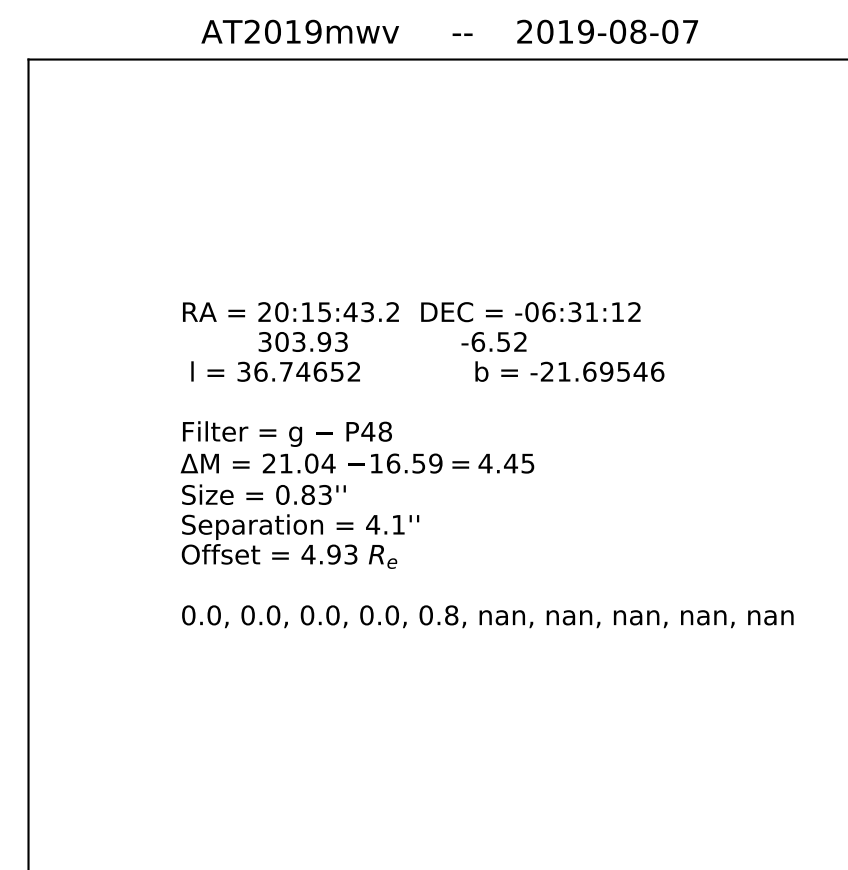 AT2019mwv -- 2019-08-07
RA = 20:15:43.2 DEC = -06:31:12
303.93 -6.52
l = 36.74652 b = -21.69546
Filter = g − P48
ΔM = 21.04 −16.59 = 4.45
Size = 0.83''
Separation = 4.1''
Offset = 4.93 Rₑ
0.0, 0.0, 0.0, 0.0, 0.8, nan, nan, nan, nan, nan